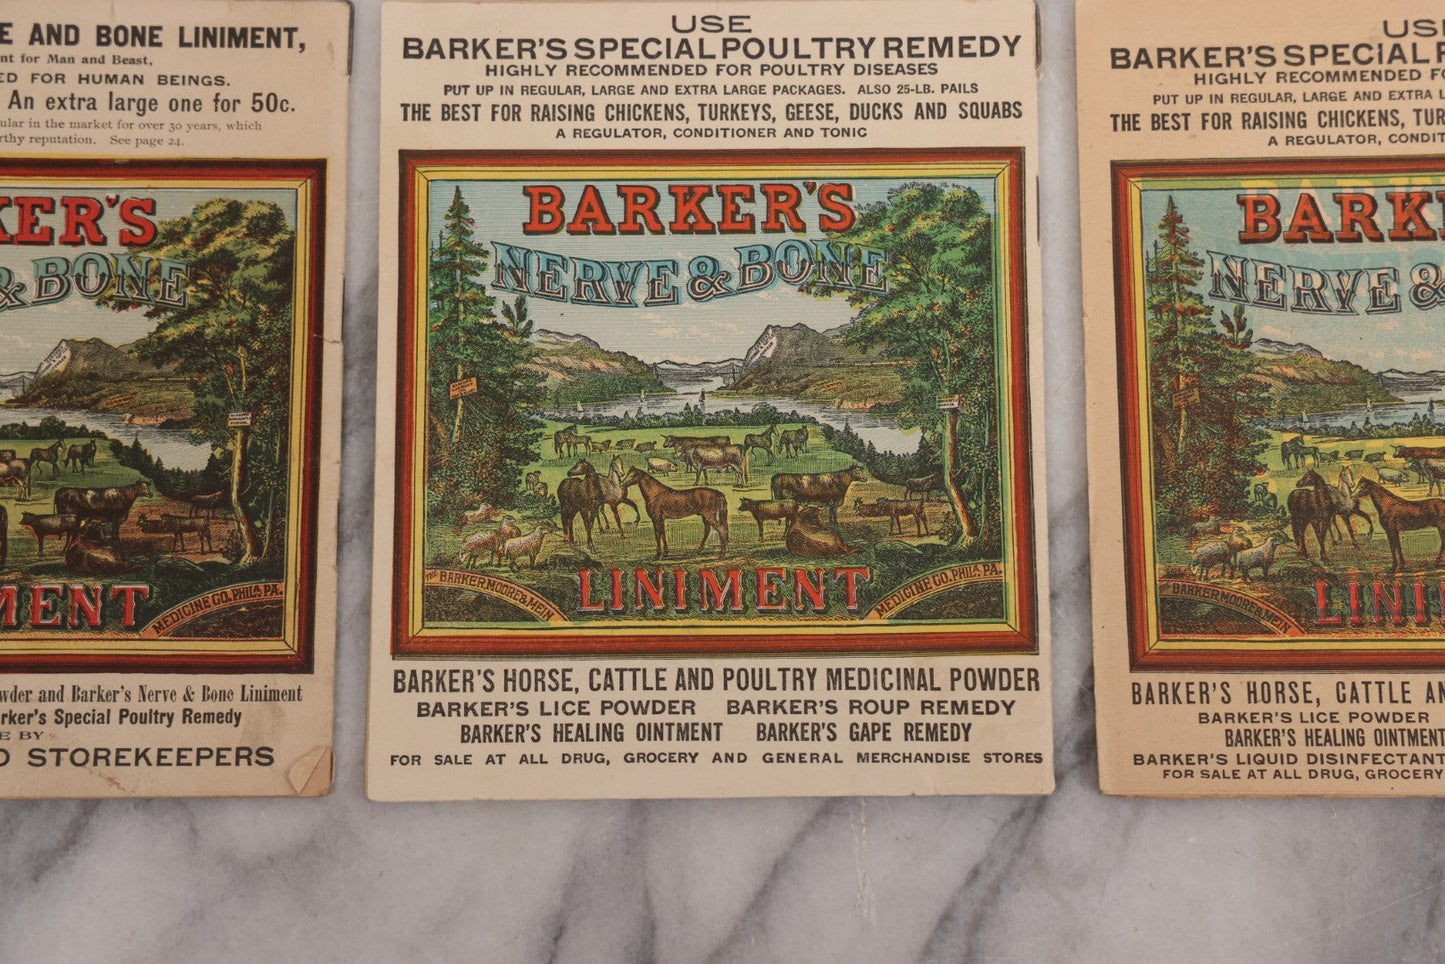 E AND BONE LINIMENT,
nt for Man and Beast,
ED FOR HUMAN BEINGS.
An extra large one for 50c.
ular in the market for over 30 years, which
rthy reputation. See page 24.
KER'S
& BONE
MENT
MEDICINE CO. PHILA. PA.
wder and Barker's Nerve & Bone Liniment
arker's Special Poultry Remedy
E BY
D STOREKEEPERS
USE
BARKER'S SPECIAL POULTRY REMEDY
HIGHLY RECOMMENDED FOR POULTRY DISEASES
PUT UP IN REGULAR, LARGE AND EXTRA LARGE PACKAGES. ALSO 25-LB. PAILS
THE BEST FOR RAISING CHICKENS, TURKEYS, GEESE, DUCKS AND SQUABS
A REGULATOR, CONDITIONER AND TONIC
BARKER'S
NERVE & BONE
LINIMENT
THE BARKER MOORE & MEIN
MEDICINE CO. PHILA. PA.
BARKER'S HORSE, CATTLE AND POULTRY MEDICINAL POWDER
BARKER'S LICE POWDER BARKER'S ROUP REMEDY
BARKER'S HEALING OINTMENT BARKER'S GAPE REMEDY
FOR SALE AT ALL DRUG, GROCERY AND GENERAL MERCHANDISE STORES
USE
BARKER'S SPECIAL P
HIGHLY RECOMMENDED FO
PUT UP IN REGULAR, LARGE AND EXTRA L
THE BEST FOR RAISING CHICKENS, TUR
A REGULATOR, CONDIT
BARKE
NERVE &
LINI
BARKER MOORE & MEIN
BARKER'S HORSE, CATTLE AN
BARKER'S LICE POWDER
BARKER'S HEALING OINTMENT
BARKER'S LIQUID DISINFECTANT
FOR SALE AT ALL DRUG, GROCERY